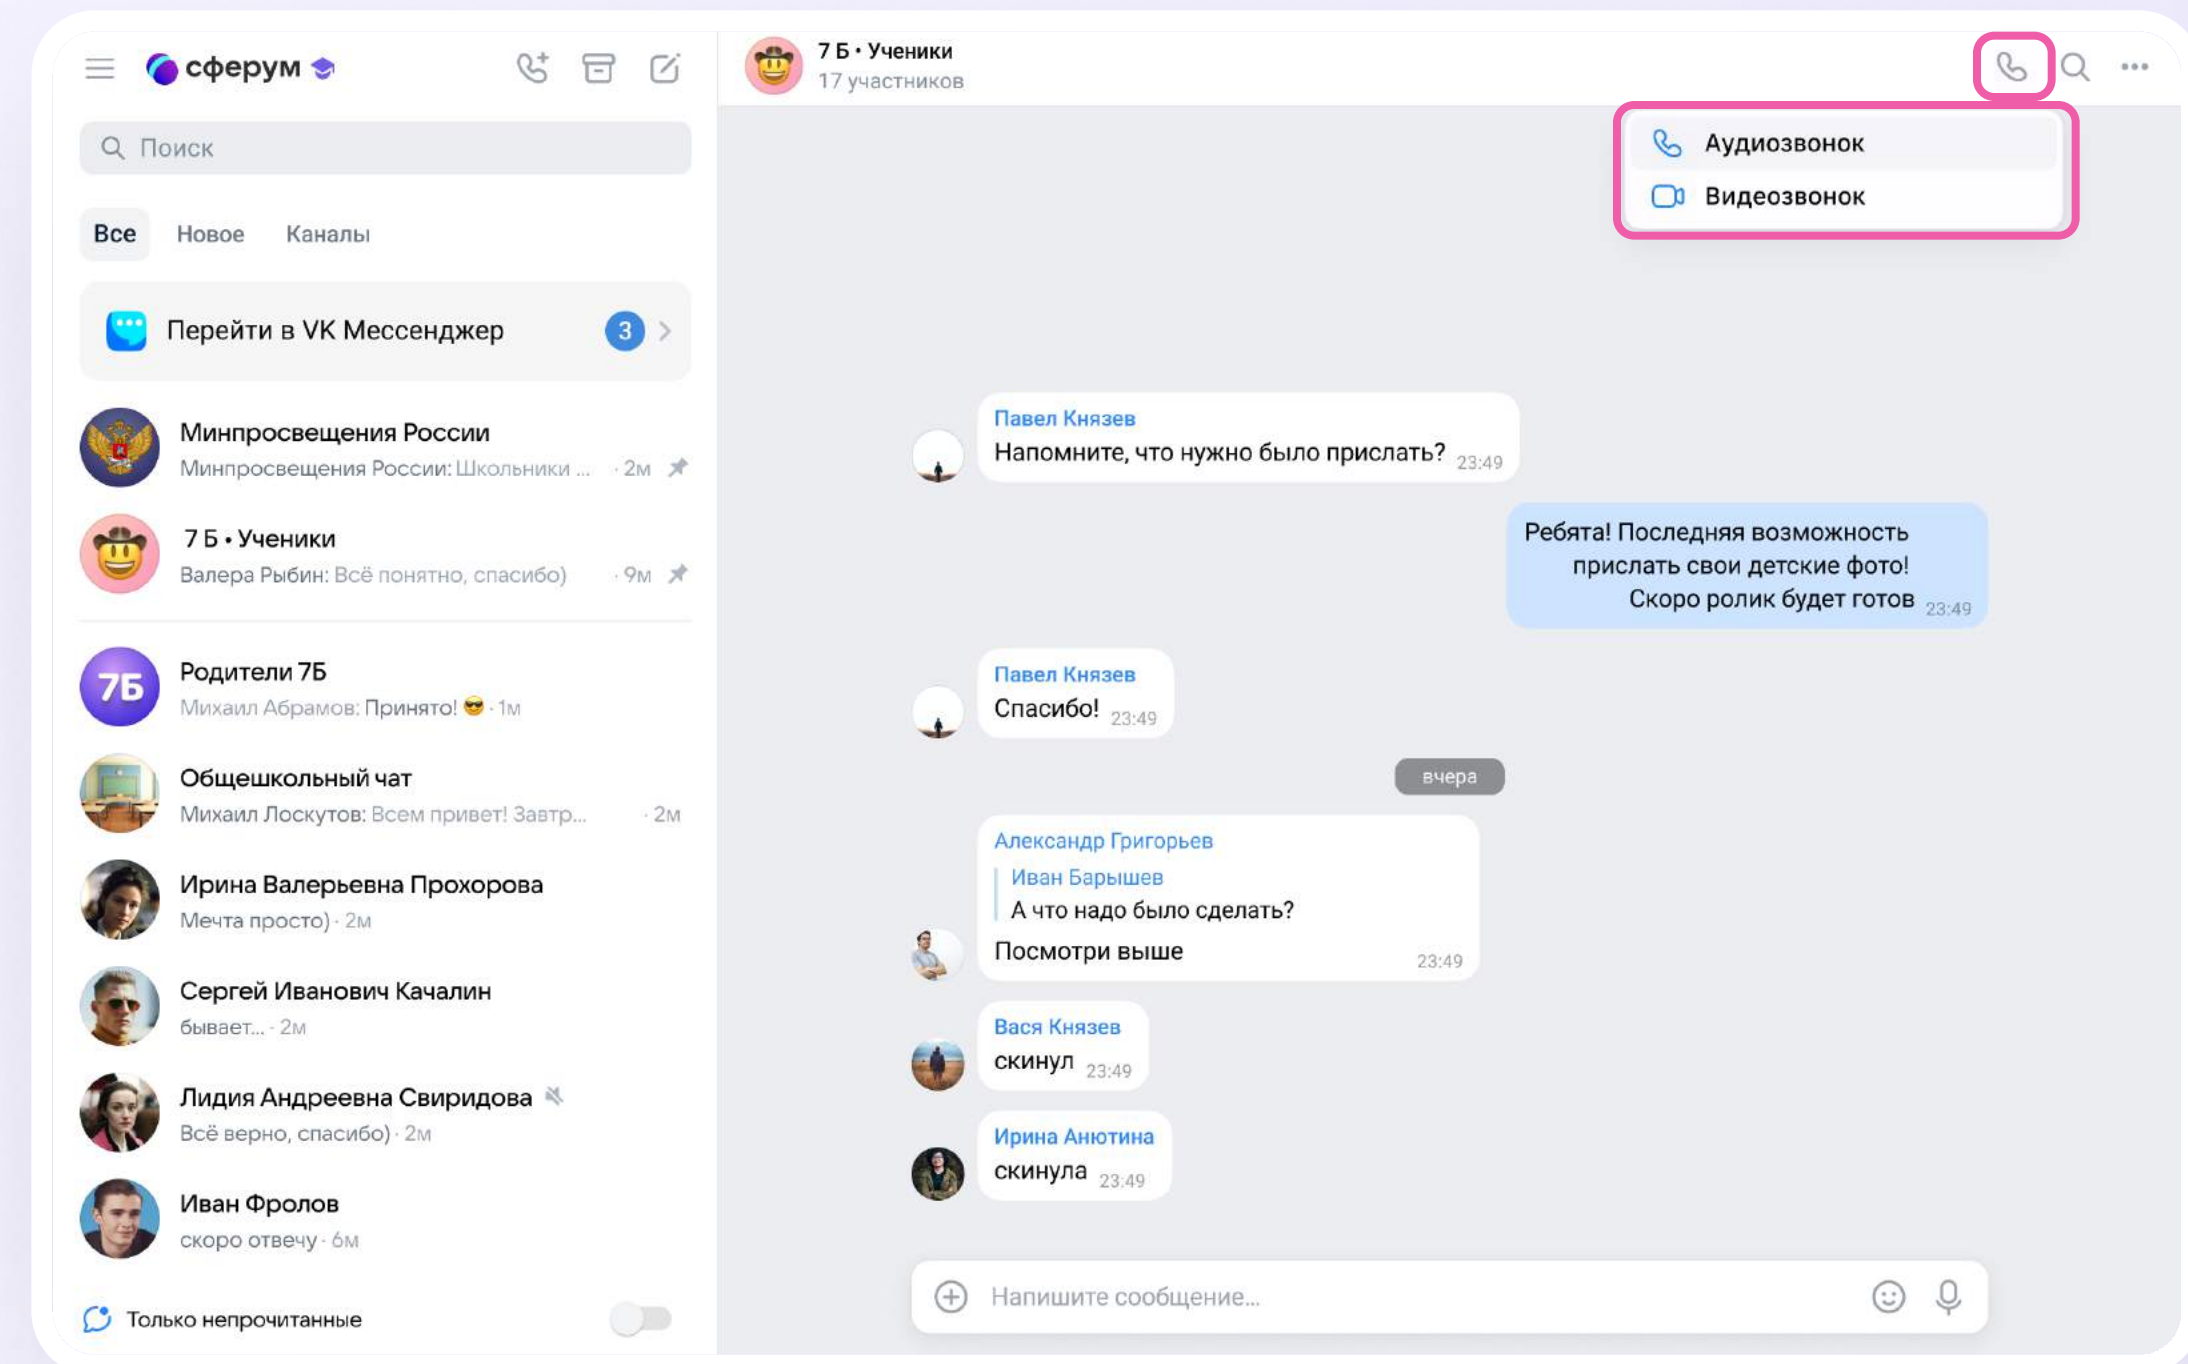 сферум
Поиск
Все Новое Каналы
Перейти в VK Мессенджер 3
Минпросвещения России
Минпросвещения России: Школьники ... · 2м
7 Б • Ученики
Валера Рыбин: Всё понятно, спасибо) · 9м
7Б
Родители 7Б
Михаил Абрамов: Принято! 😎 · 1м
Общешкольный чат
Михаил Лоскутов: Всем привет! Завтр... · 2м
Ирина Валерьевна Прохорова
Мечта просто) · 2м
Сергей Иванович Качалин
бывает... · 2м
Лидия Андреевна Свиридова
Всё верно, спасибо) · 2м
Иван Фролов
скоро отвечу · 6м
Только непрочитанные
7 Б • Ученики
17 участников
Аудиозвонок
Видеозвонок
Павел Князев
Напомните, что нужно было прислать? 23:49
Ребята! Последняя возможность
прислать свои детские фото!
Скоро ролик будет готов 23:49
Павел Князев
Спасибо! 23:49
вчера
Александр Григорьев
Иван Барышев
А что надо было сделать?
Посмотри выше 23:49
Вася Князев
скинул 23:49
Ирина Анютина
скинула 23:49
Напишите сообщение...